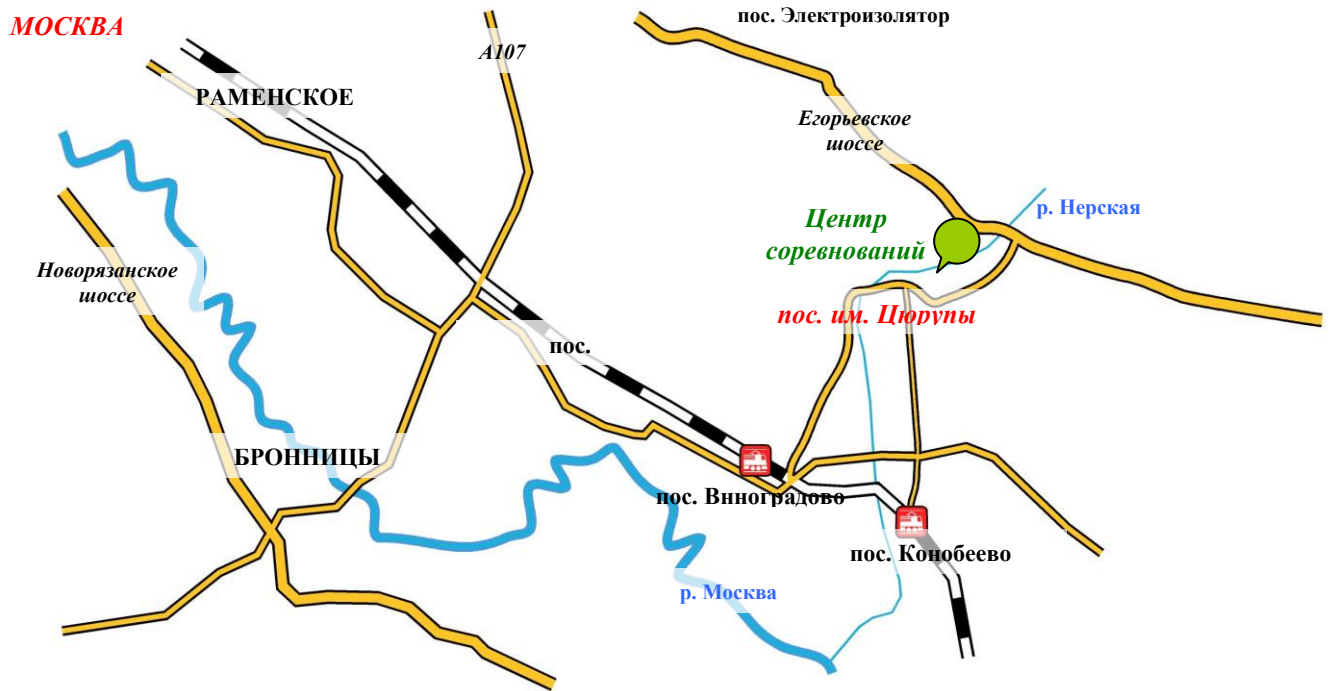 пос. Электроизолятор
МОСКВА
А107
РАМЕНСКОЕ
Егорьевское
шоссе
р. Нерская
Центр
соревнований
Новорязанское
шоссе
пос. им. Цюрупы
пос.
БРОННИЦЫ
пос. Виноградово
пос. Конобеево
р. Москва